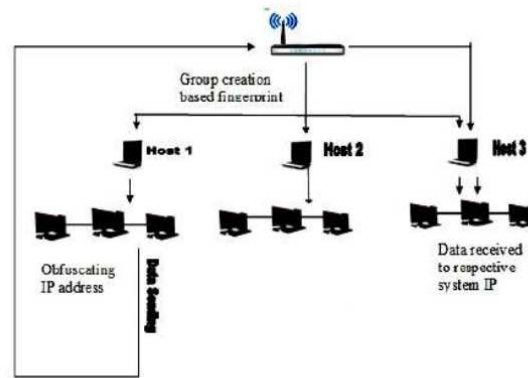 Group creation
based fingerprint
Host 1
Host 2
Host 3
Obfuscating
IP address
Data Sending
Data received
to respective
system IP